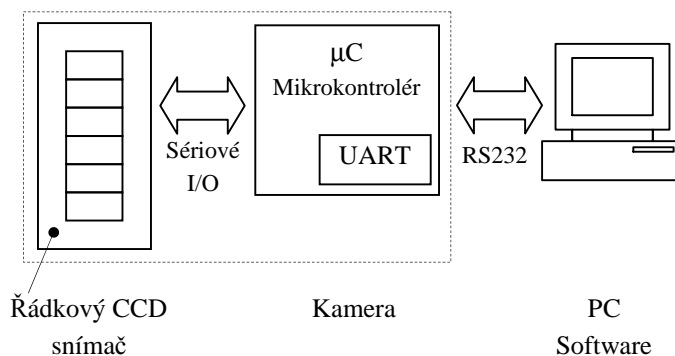 µC
Mikrokontrolér
UART
Sériové
I/O
RS232
Řádkový CCD
snímač
Kamera
PC
Software